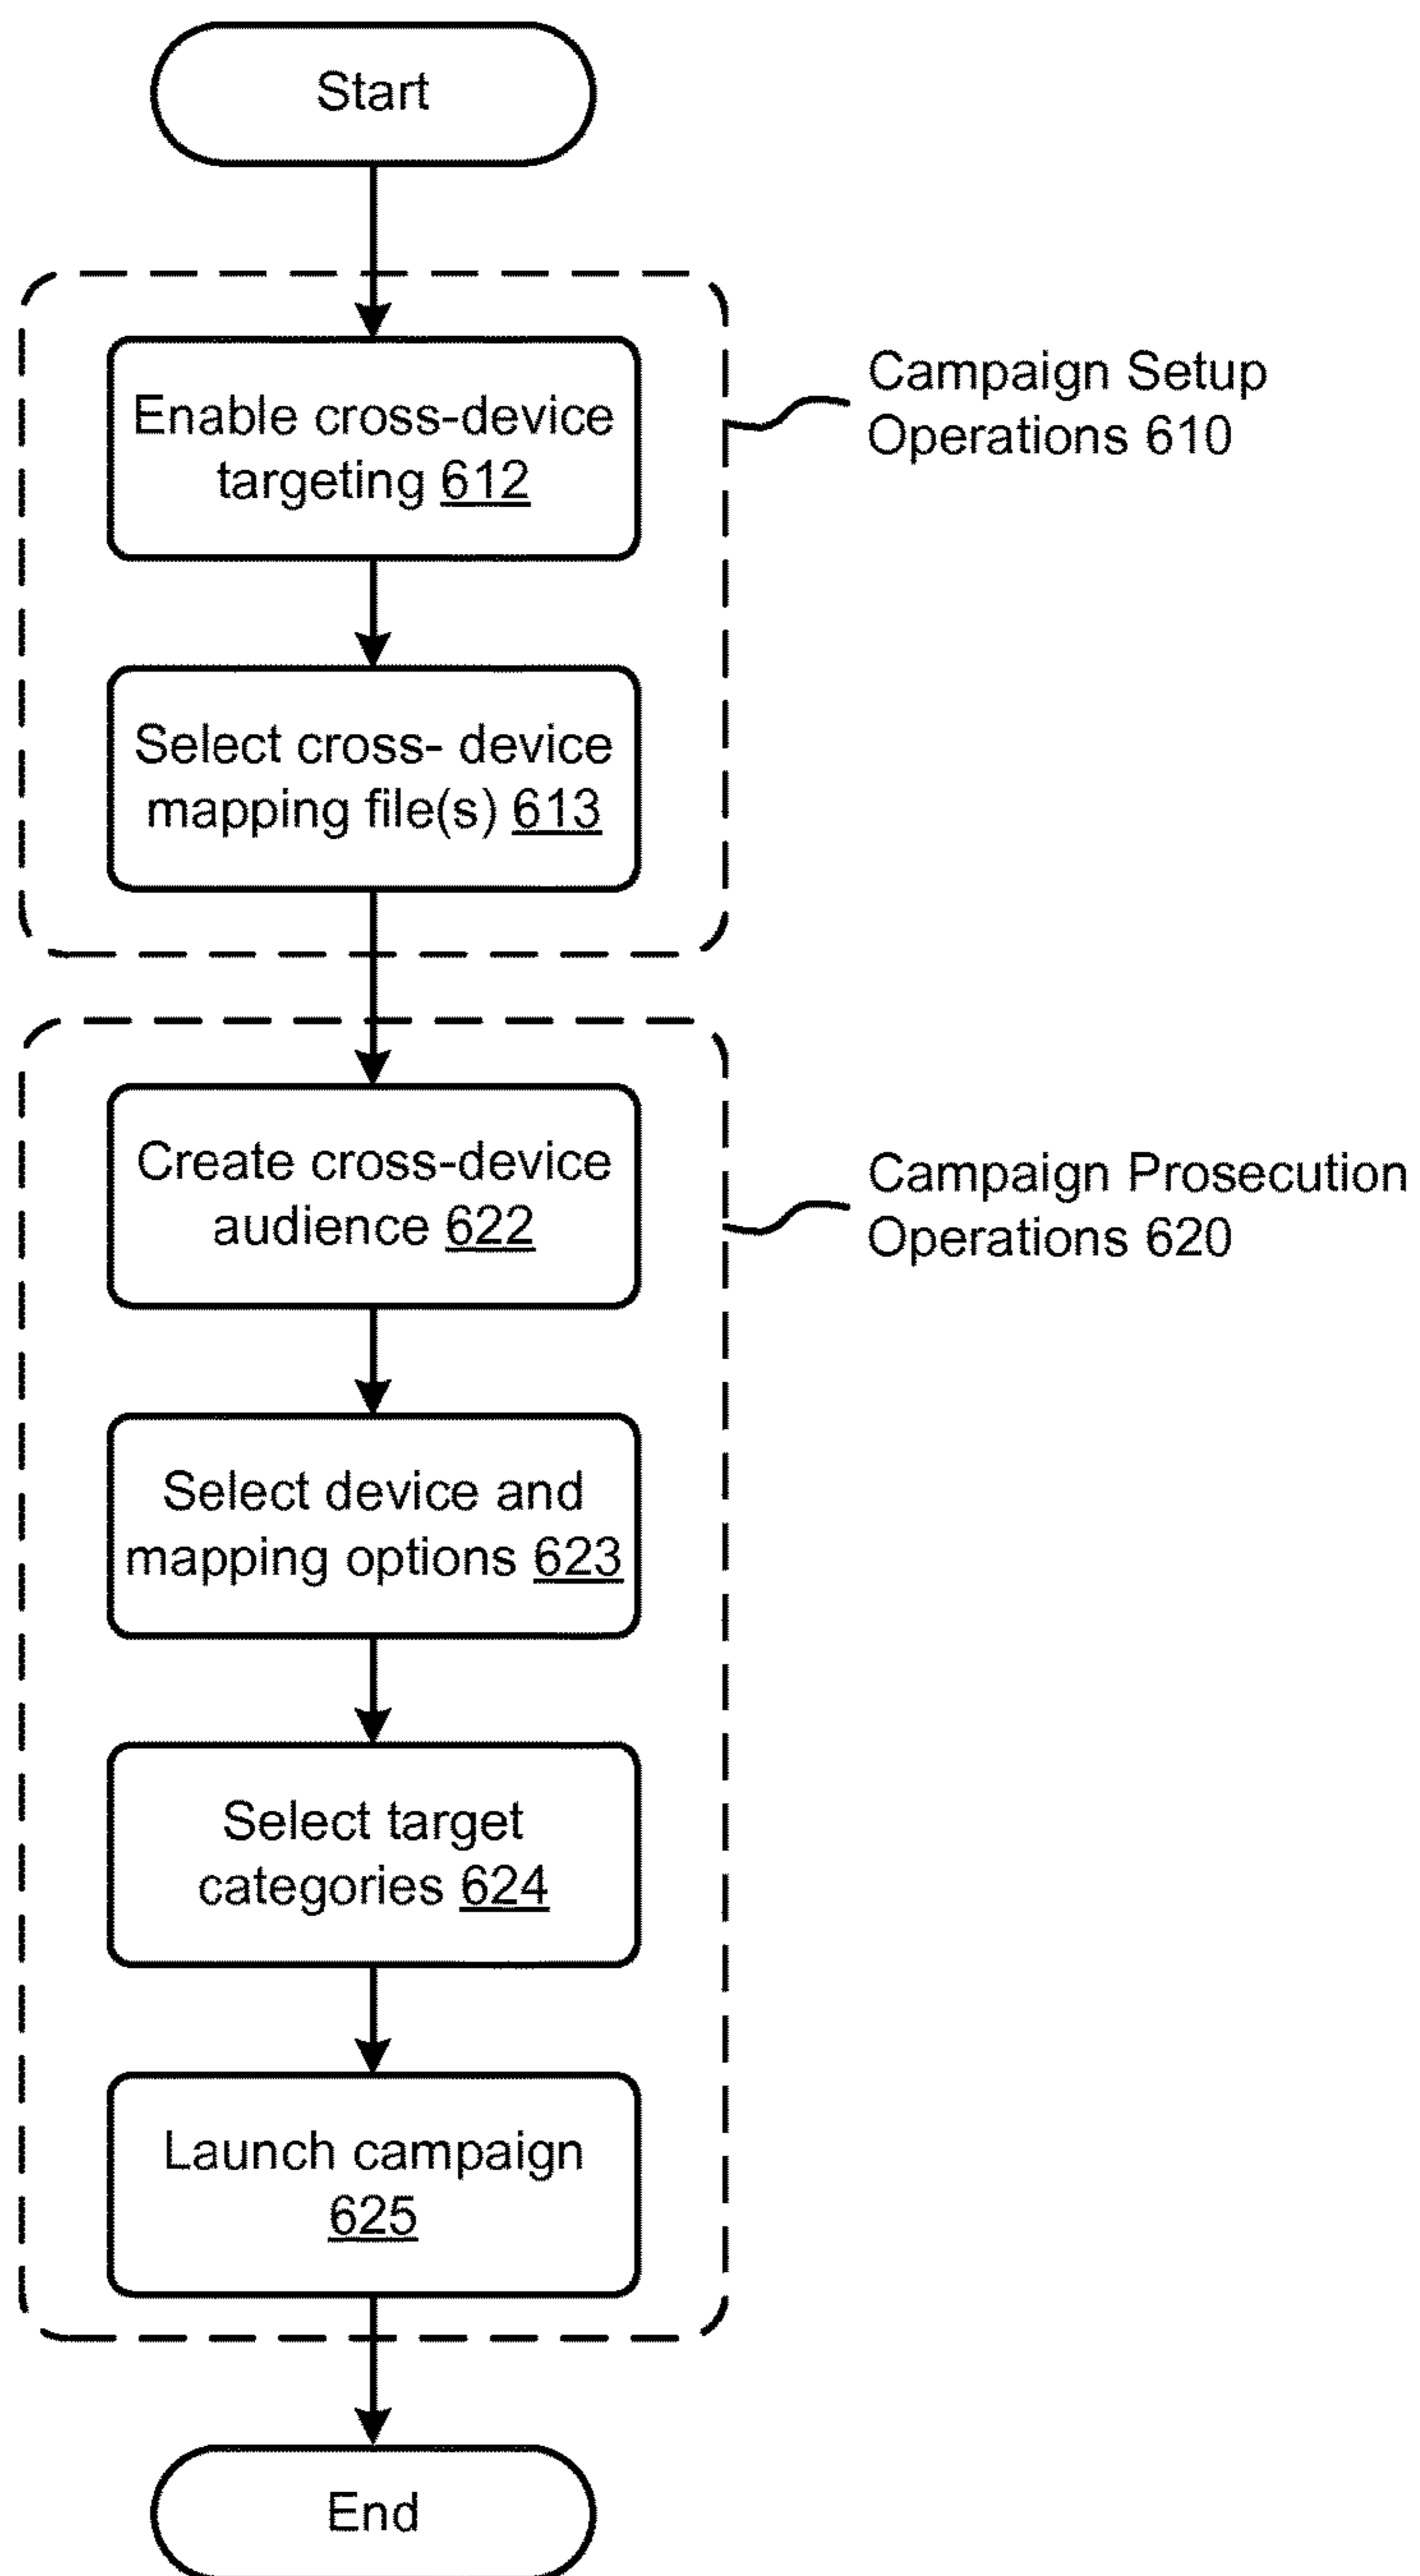 Start
Enable cross-device
targeting 612
Campaign Setup
Operations 610
Select cross- device
mapping file(s) 613
Create cross-device
audience 622
Campaign Prosecution
Operations 620
Select device and
mapping options 623
Select target
categories 624
Launch campaign
625
End